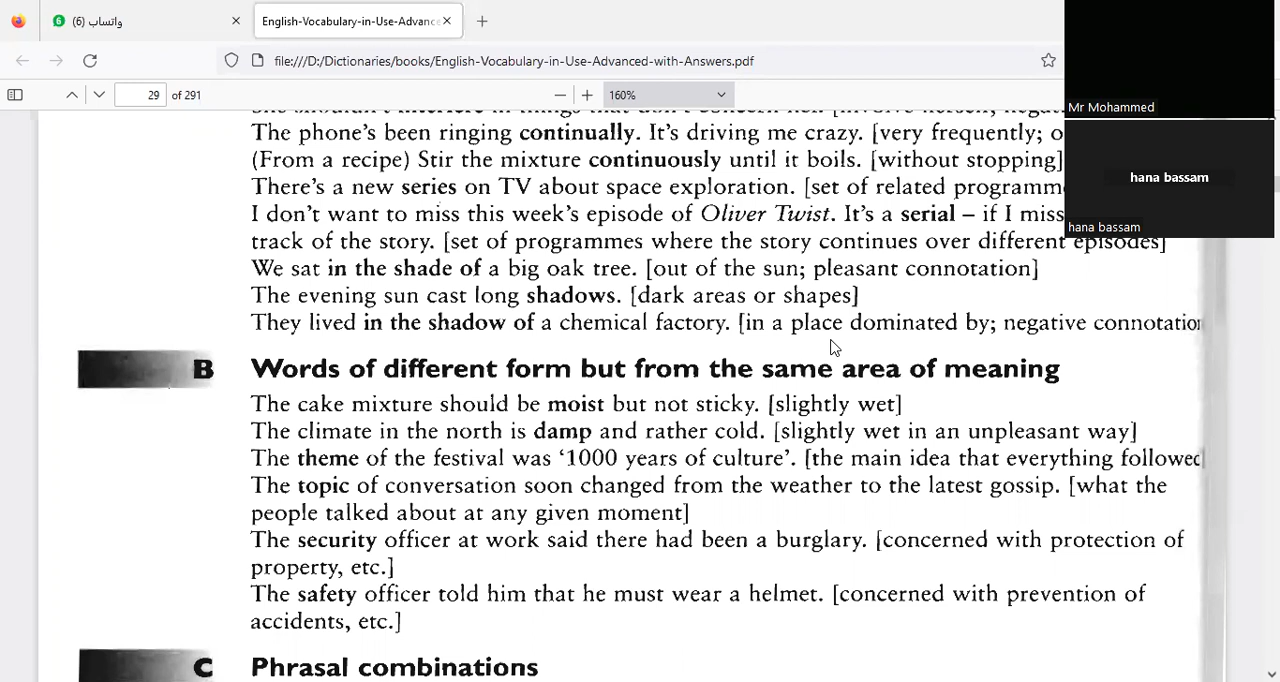 واتساب (6)
English-Vocabulary-in-Use-Advance
file:///D:/Dictionaries/books/English-Vocabulary-in-Use-Advanced-with-Answers.pdf
29 of 291
160%
Mr Mohammed
hana bassam
hana bassam
The phone's been ringing continually. It's driving me crazy. [very frequently;
(From a recipe) Stir the mixture continuously until it boils. [without stopping]
There's a new series on TV about space exploration. [set of related
I don't want to miss this week's episode of Oliver Twist. It's a serial – if I miss
track of the story. [set of programmes where the story continues over different episodes]
We sat in the shade of a big oak tree. [out of the sun; pleasant connotation]
The evening sun cast long shadows. [dark areas or shapes]
They lived in the shadow of a chemical factory. [in a place dominated by; negative connotation
B Words of different form but from the same area of meaning
The cake mixture should be moist but not sticky. [slightly wet]
The climate in the north is damp and rather cold. [slightly wet in an unpleasant way]
The theme of the festival was '1000 years of culture'. [the main idea that everything followed
The topic of conversation soon changed from the weather to the latest gossip. [what the
people talked about at any given moment]
The security officer at work said there had been a burglary. [concerned with protection of
property, etc.]
The safety officer told him that he must wear a helmet. [concerned with prevention of
accidents, etc.]
C Phrasal combinations